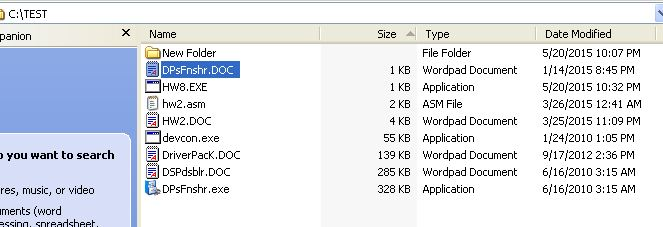 C:\TEST
panion
Name Size Type Date Modified
New Folder File Folder 5/20/2015 10:07 PM
DPsFnshr.DOC 1 KB Wordpad Document 1/14/2015 8:45 PM
HW8.EXE 1 KB Application 5/20/2015 10:32 PM
hw2.asm 2 KB ASM File 3/26/2015 12:41 AM
HW2.DOC 4 KB Wordpad Document 3/25/2015 11:09 PM
devcon.exe 55 KB Application 1/24/2010 1:05 PM
DriverPacK.DOC 139 KB Wordpad Document 9/17/2012 2:36 PM
o you want to search
DSPdsblr.DOC 285 KB Wordpad Document 6/16/2010 3:15 AM
res, music, or video
DPsFnshr.exe 328 KB Application 6/16/2010 3:15 AM
uments (word
essing, spreadsheet,